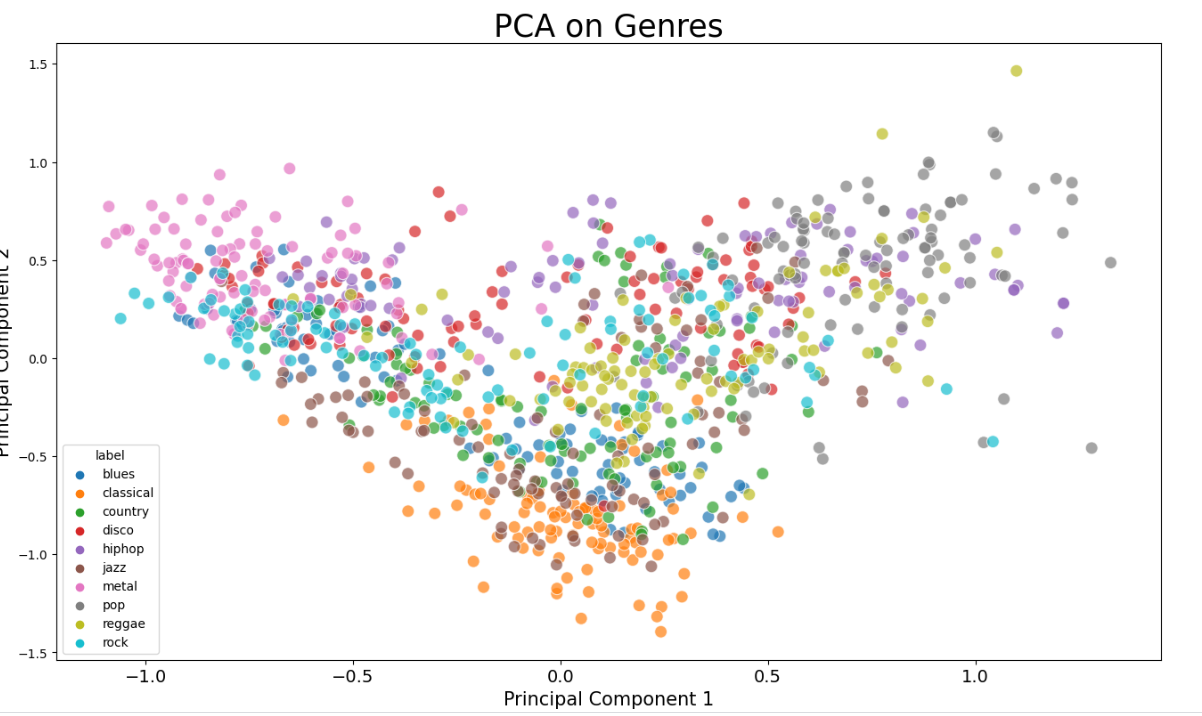 PCA on Genres
Principal Component 2
1.5
1.0
0.5
0.0
−0.5
−1.0
−1.5
label
blues
classical
country
disco
hiphop
jazz
metal
pop
reggae
rock
−1.0
−0.5
0.0
0.5
1.0
Principal Component 1